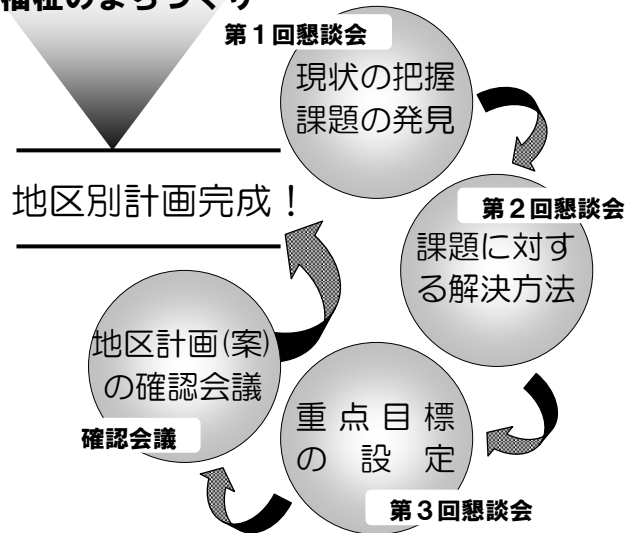 福祉のまちづくり
第1回懇談会
現状の把握
課題の発見
地区別計画完成！
第2回懇談会
課題に対す
る解決方法
地区計画(案)
の確認会議
確認会議
重点目標
の設定
第3回懇談会